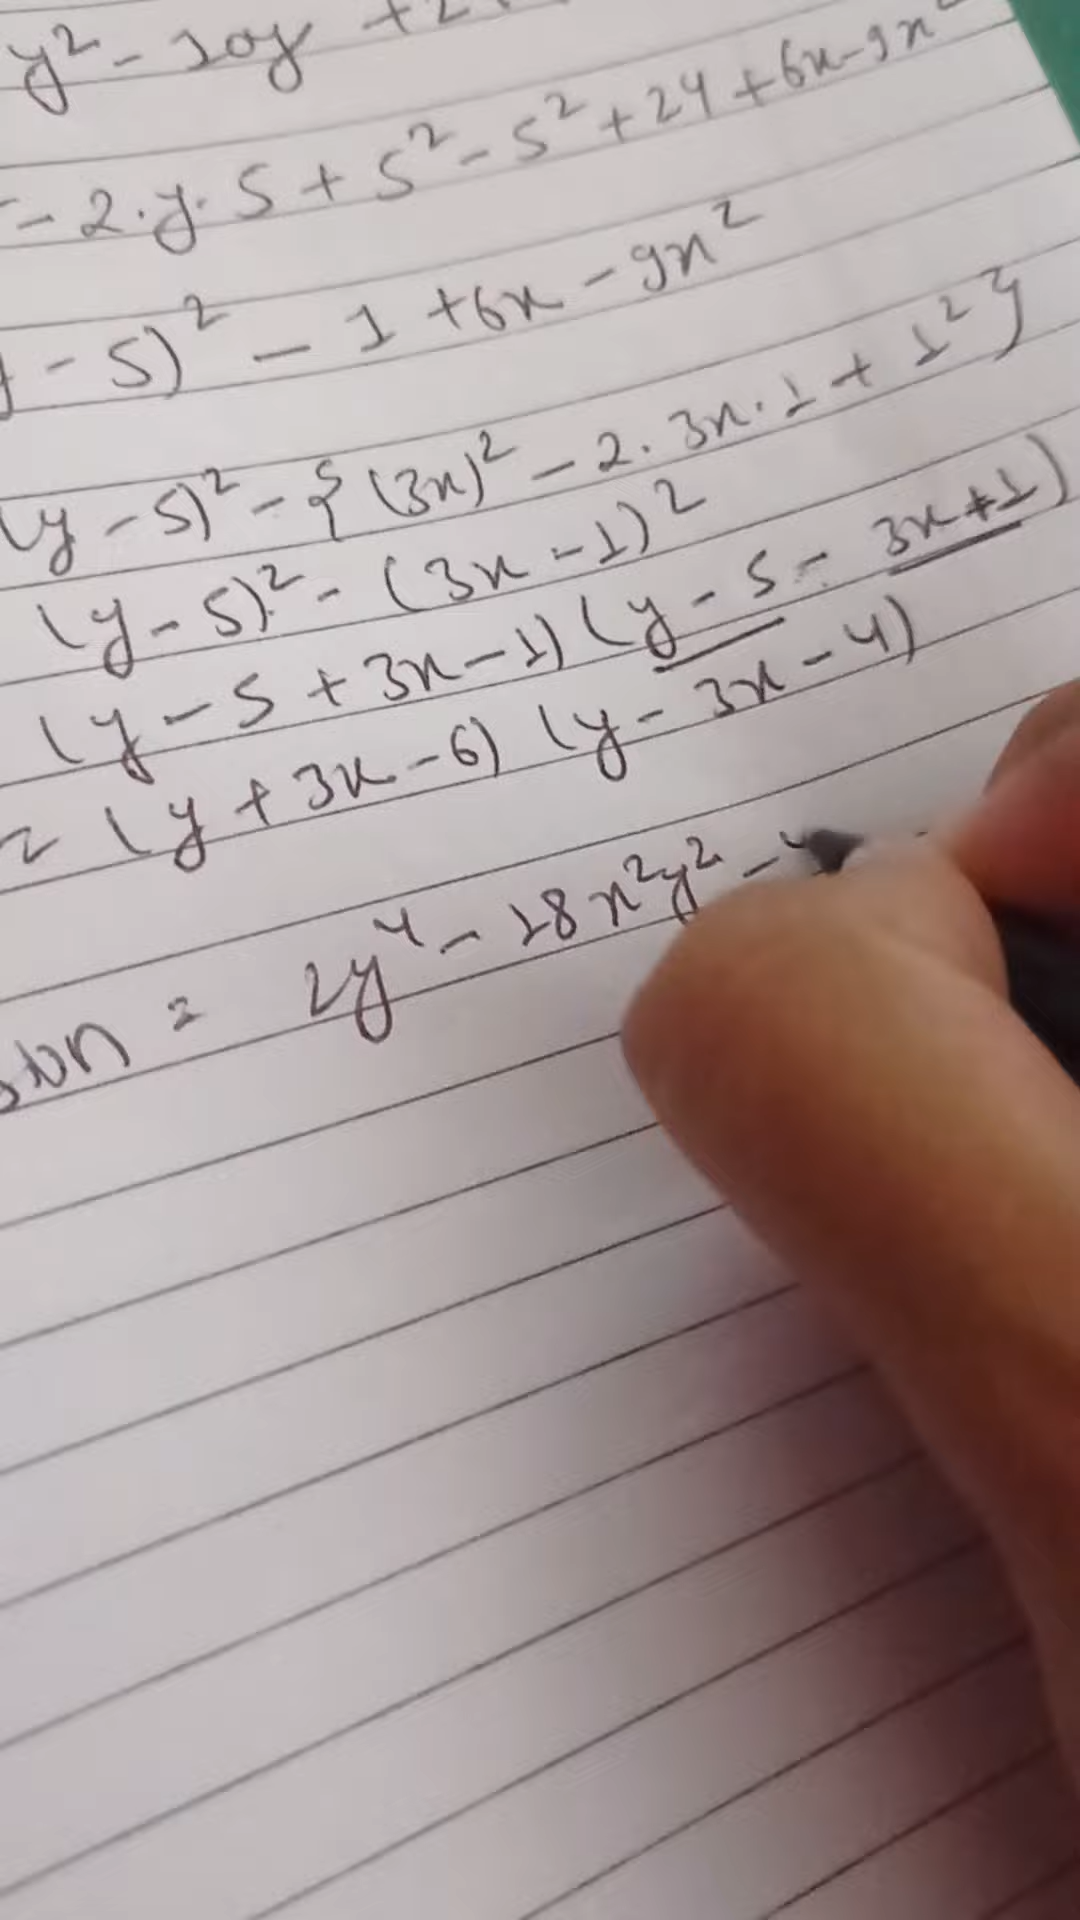 y² - 10y + 2
- 2.y.5 + 5² - 5² + 24 + 6x - 9x²
- 5)² - 1 + 6x - 9x²
(y - 5)² - {(3x)² - 2.3x.1 + 1²}
(y - 5)² - (3x - 1)²
(y - 5 + 3x - 1) (y - 5 - 3x + 1)
= (y + 3x - 6) (y - 3x - 4)
= 2y⁴ - 18x²y² -